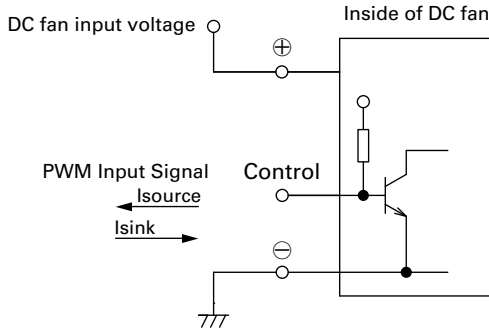 Inside of DC fan
DC fan input voltage
⊕
PWM Input Signal
Control
Isource
Isink
⊖